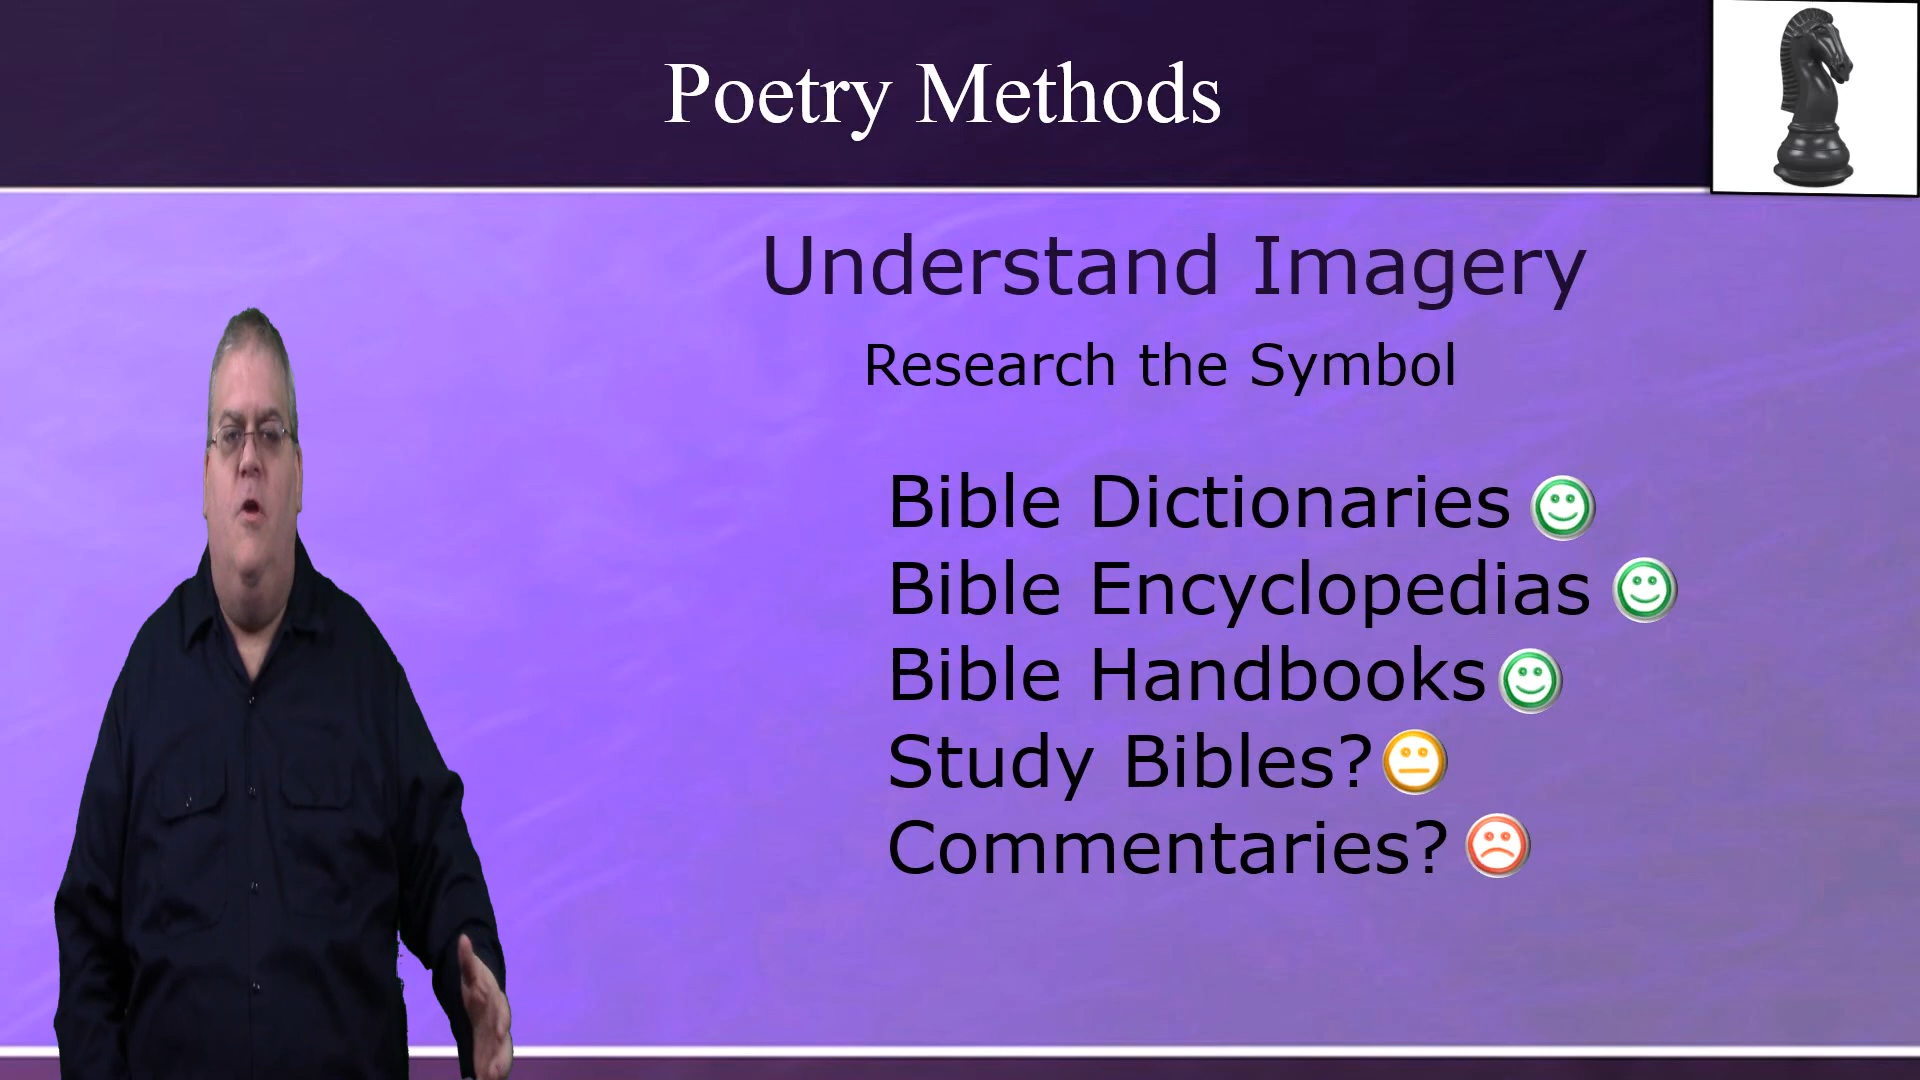 Poetry Methods
Understand Imagery
Research the Symbol
Bible Dictionaries
Bible Encyclopedias
Bible Handbooks
Study Bibles?
Commentaries?